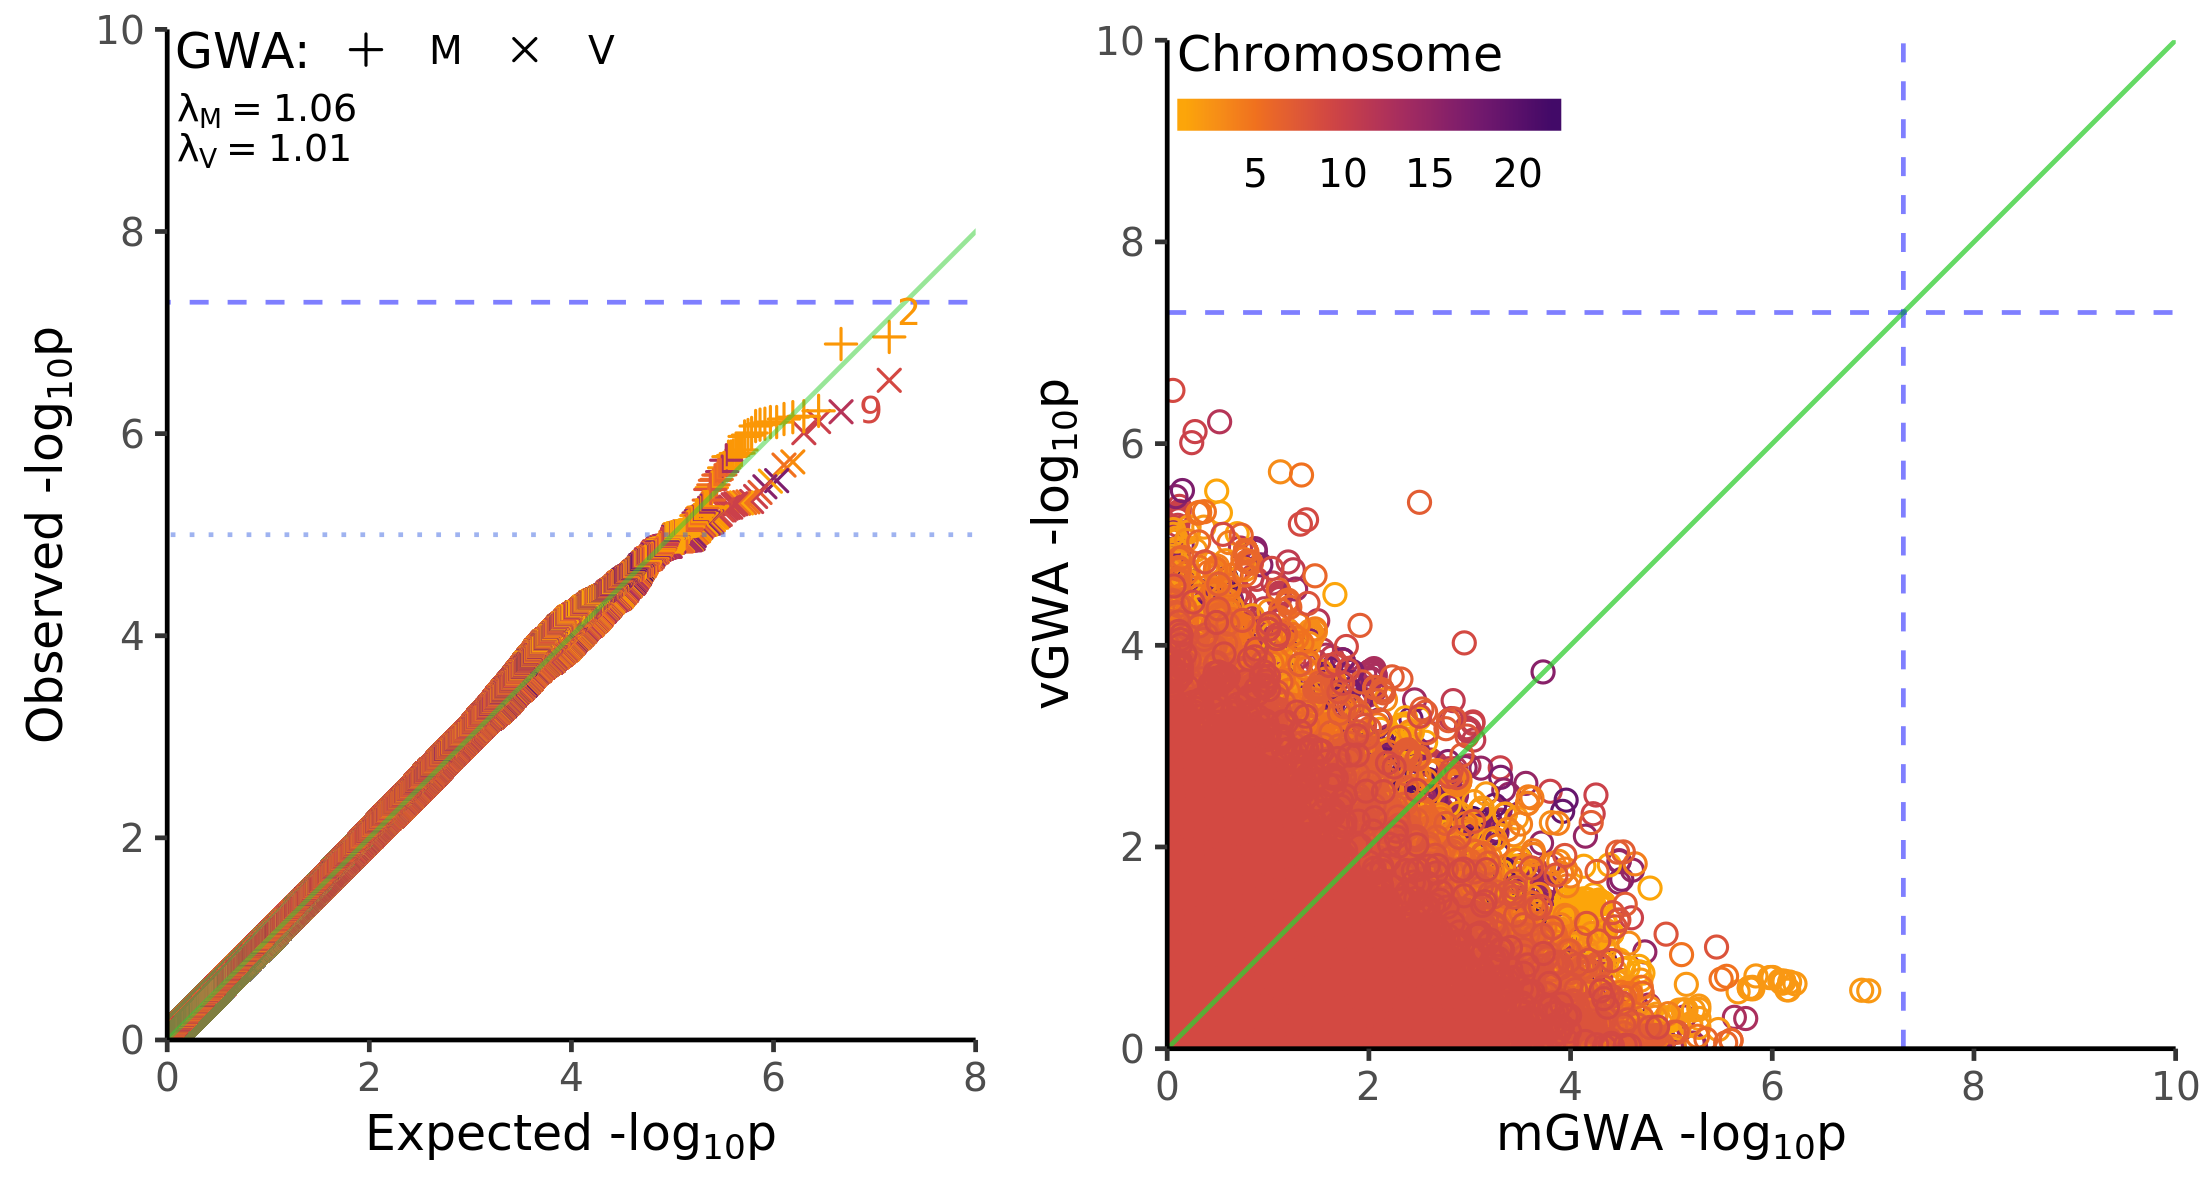 GWA: + M × V
λM = 1.06
λV = 1.01
10
8
6
4
2
0
2
9
0 2 4 6 8
Expected -log10p
Observed -log10p
Chromosome
5 10 15 20
10
8
6
4
2
0
0 2 4 6 8 10
mGWA -log10p
vGWA -log10p